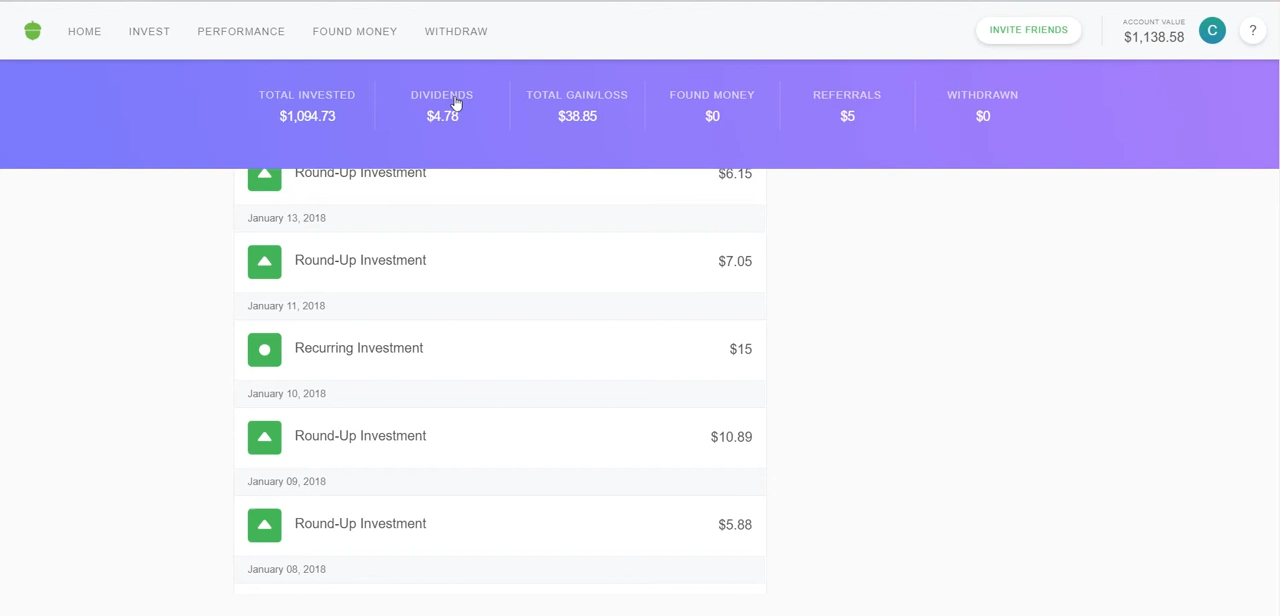 HOME INVEST PERFORMANCE FOUND MONEY WITHDRAW INVITE FRIENDS ACCOUNT VALUE $1,138.58 C ?
TOTAL INVESTED DIVIDENDS TOTAL GAIN/LOSS FOUND MONEY REFERRALS WITHDRAWN
$1,094.73 $4.78 $38.85 $0 $5 $0
Round-Up Investment $6.15
January 13, 2018
Round-Up Investment $7.05
January 11, 2018
Recurring Investment $15
January 10, 2018
Round-Up Investment $10.89
January 09, 2018
Round-Up Investment $5.88
January 08, 2018